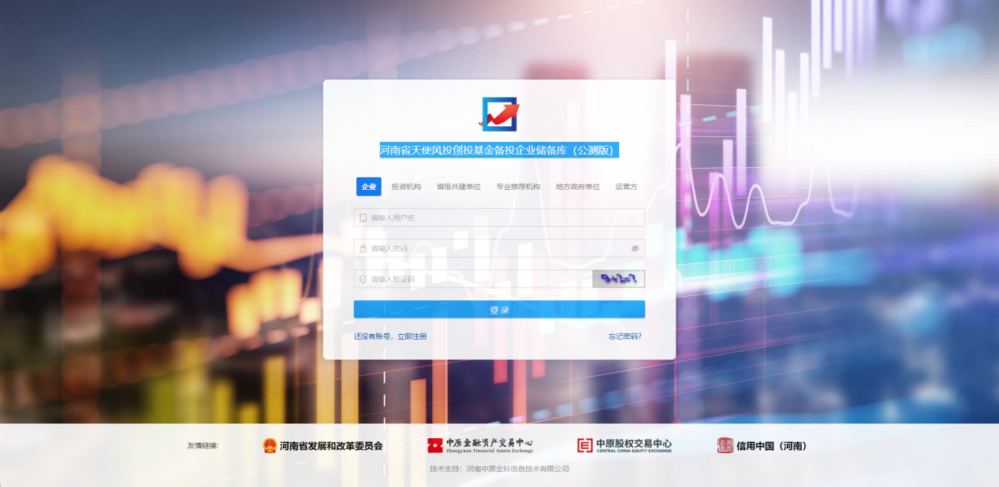 河南省天使风投创投基金备投企业储备库（公测版）
企业 投资机构 省级共建单位 专业推荐机构 地方政府单位 运营方
请输入用户名
请输入密码
请输入验证码 9+2=?
登 录
还没有账号，立即注册 忘记密码?
友情链接: 河南省发展和改革委员会 中原金融资产交易中心 中原股权交易中心 信用中国（河南）
Zhongyuan Financial Assets Exchange CENTRAL CHINA EQUITY EXCHANGE
技术支持：河南中原金科信息技术有限公司